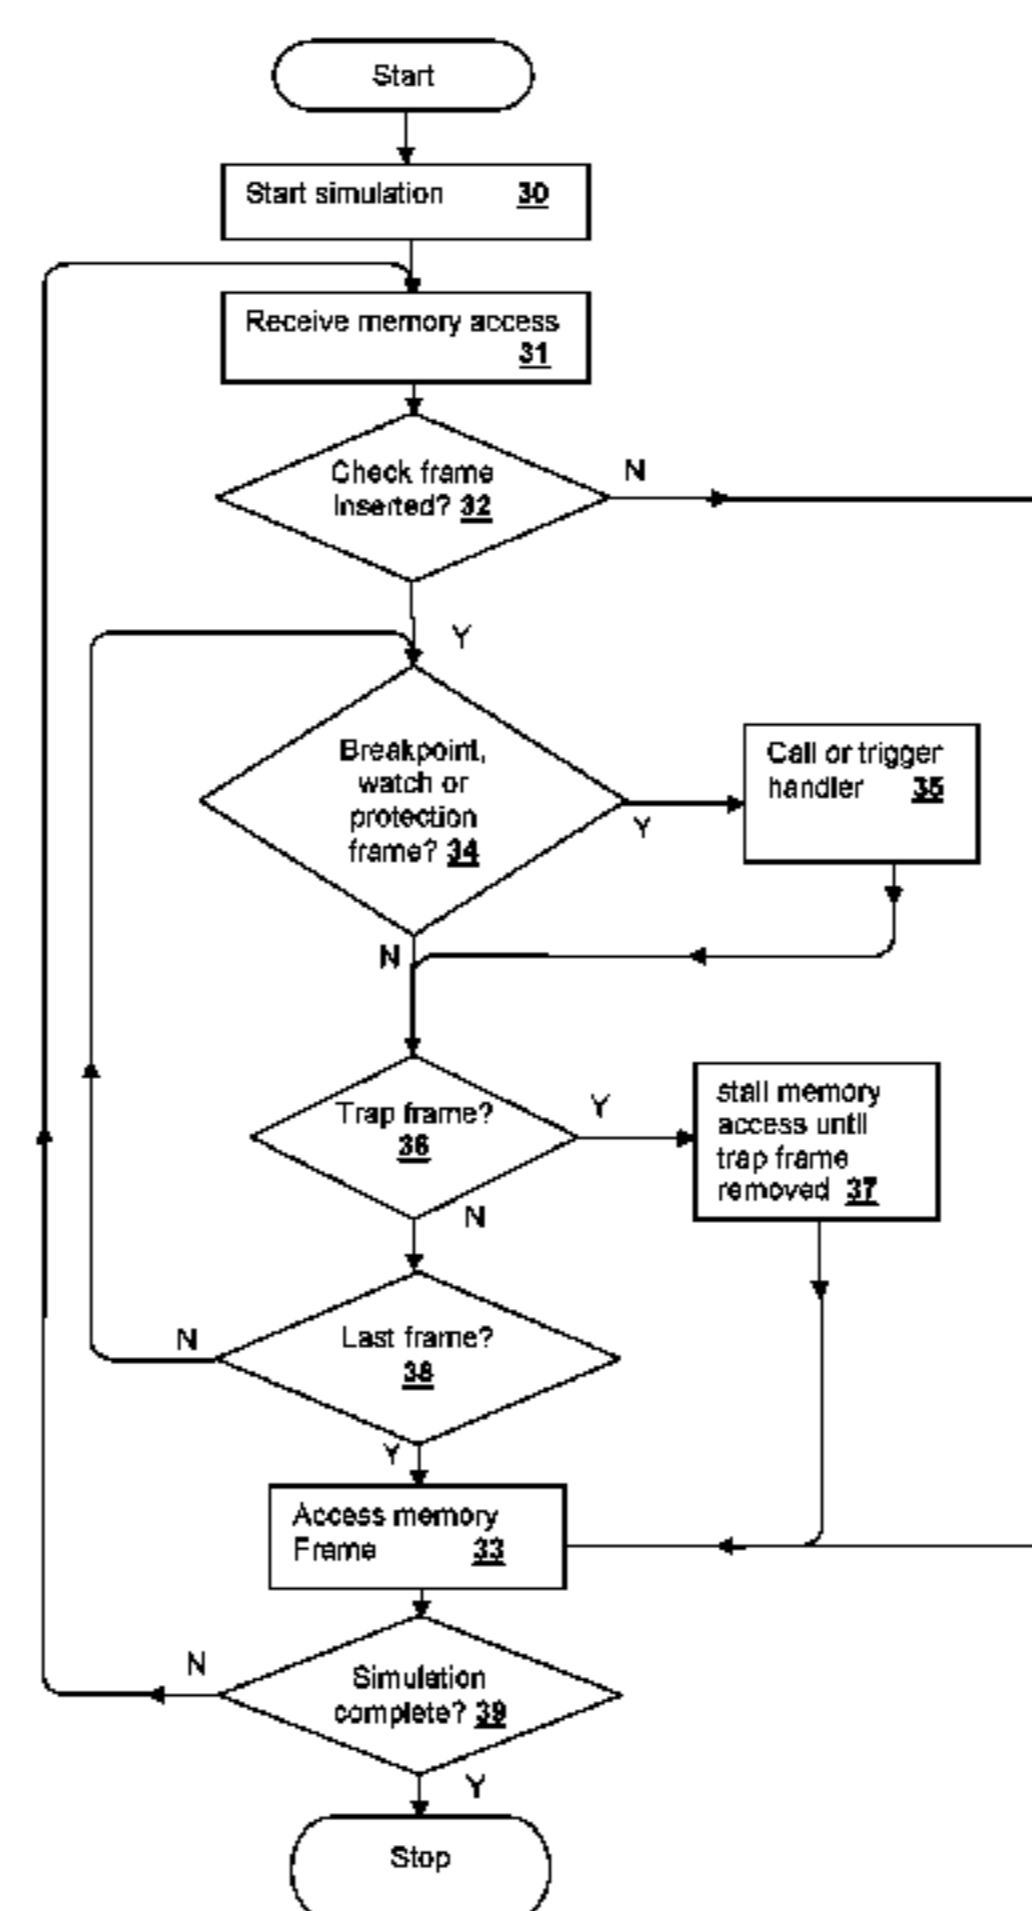 Start
Start simulation 30
Receive memory access
31
Check frame
Inserted? 32
N
Y
Breakpoint,
watch or
protection
frame? 34
Y
Call or trigger
handler 35
N
Trap frame?
36
Y
stall memory
access until
trap frame
removed 37
N
Last frame?
38
N
Y
Access memory
Frame 33
Simulation
complete? 39
N
Y
Stop